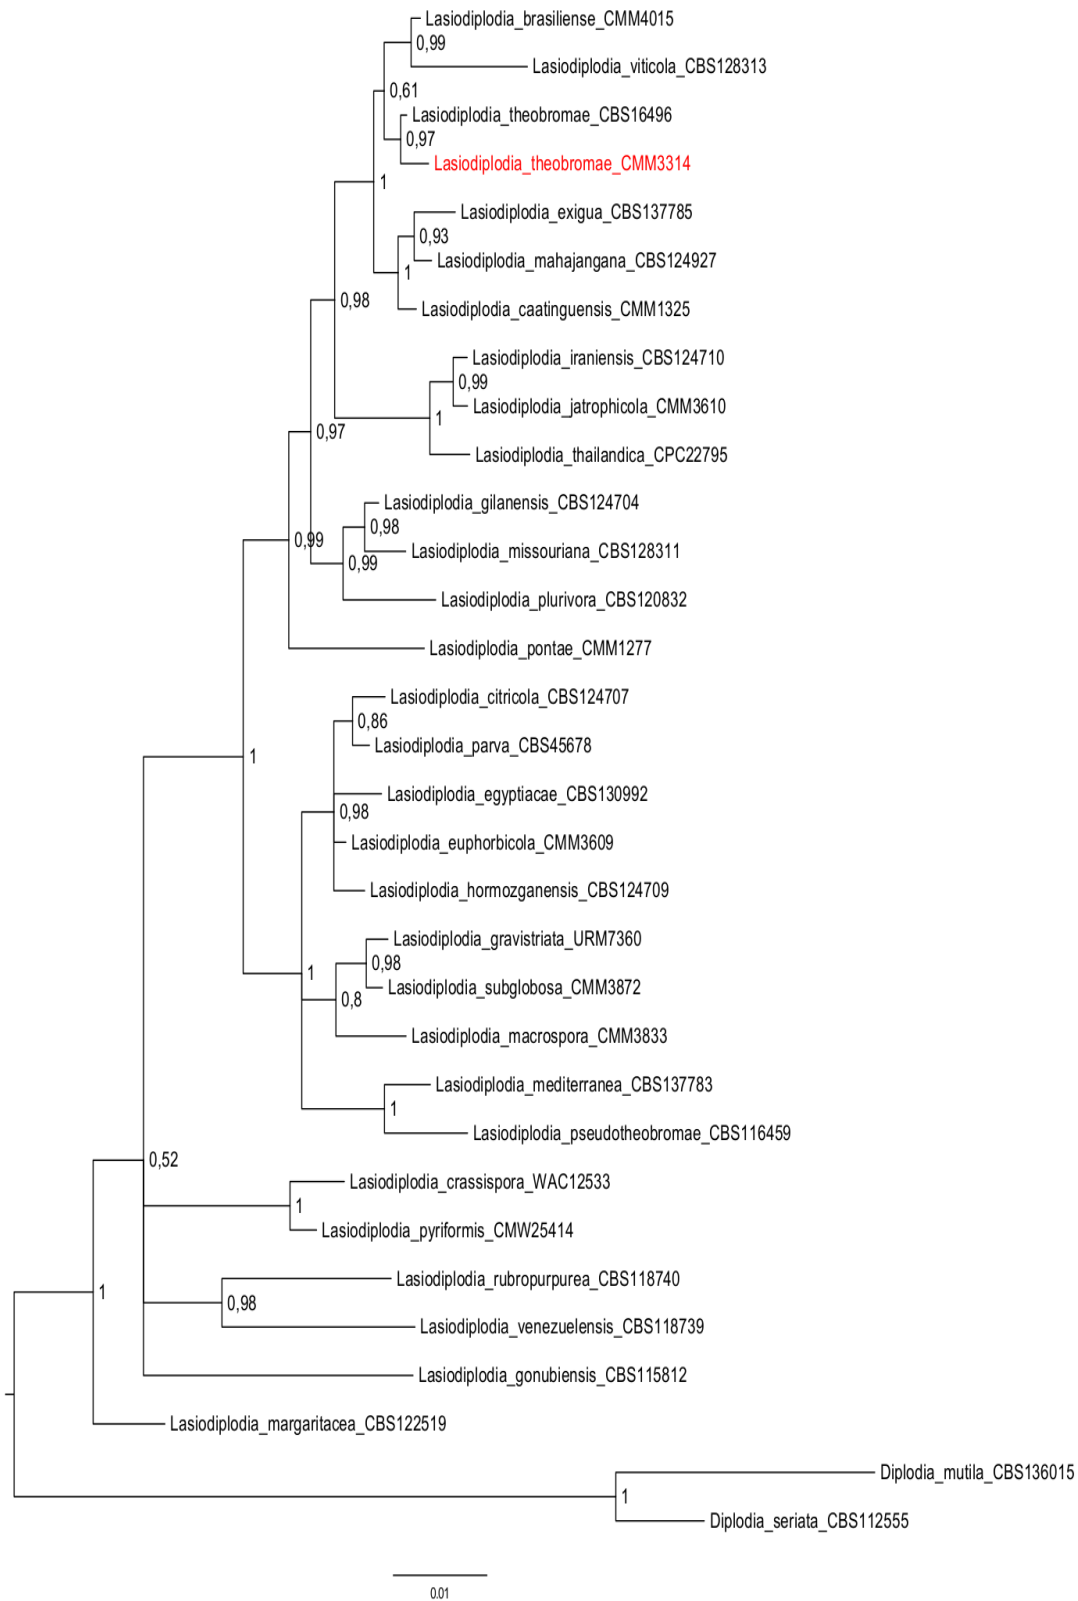 Lasiodiplodia_brasiliense_CMM4015
0,99
Lasiodiplodia_viticola_CBS128313
0,61
Lasiodiplodia_theobromae_CBS16496
0,97
Lasiodiplodia_theobromae_CMM3314
1
Lasiodiplodia_exigua_CBS137785
0,93
Lasiodiplodia_mahajangana_CBS124927
1
Lasiodiplodia_caatinguensis_CMM1325
0,98
Lasiodiplodia_iraniensis_CBS124710
0,99
Lasiodiplodia_jatrophicola_CMM3610
1
Lasiodiplodia_thailandica_CPC22795
0,97
Lasiodiplodia_gilanensis_CBS124704
0,98
0,99
Lasiodiplodia_missouriana_CBS128311
0,99
Lasiodiplodia_plurivora_CBS120832
Lasiodiplodia_pontae_CMM1277
Lasiodiplodia_citricola_CBS124707
0,86
Lasiodiplodia_parva_CBS45678
1
Lasiodiplodia_egyptiacae_CBS130992
0,98
Lasiodiplodia_euphorbicola_CMM3609
Lasiodiplodia_hormozganensis_CBS124709
Lasiodiplodia_gravistriata_URM7360
0,98
1
Lasiodiplodia_subglobosa_CMM3872
0,8
Lasiodiplodia_macrospora_CMM3833
Lasiodiplodia_mediterranea_CBS137783
1
Lasiodiplodia_pseudotheobromae_CBS116459
0,52
Lasiodiplodia_crassispora_WAC12533
1
Lasiodiplodia_pyriformis_CMW25414
Lasiodiplodia_rubropurpurea_CBS118740
1
0,98
Lasiodiplodia_venezuelensis_CBS118739
Lasiodiplodia_gonubiensis_CBS115812
Lasiodiplodia_margaritacea_CBS122519
Diplodia_mutila_CBS136015
1
Diplodia_seriata_CBS112555
0.01